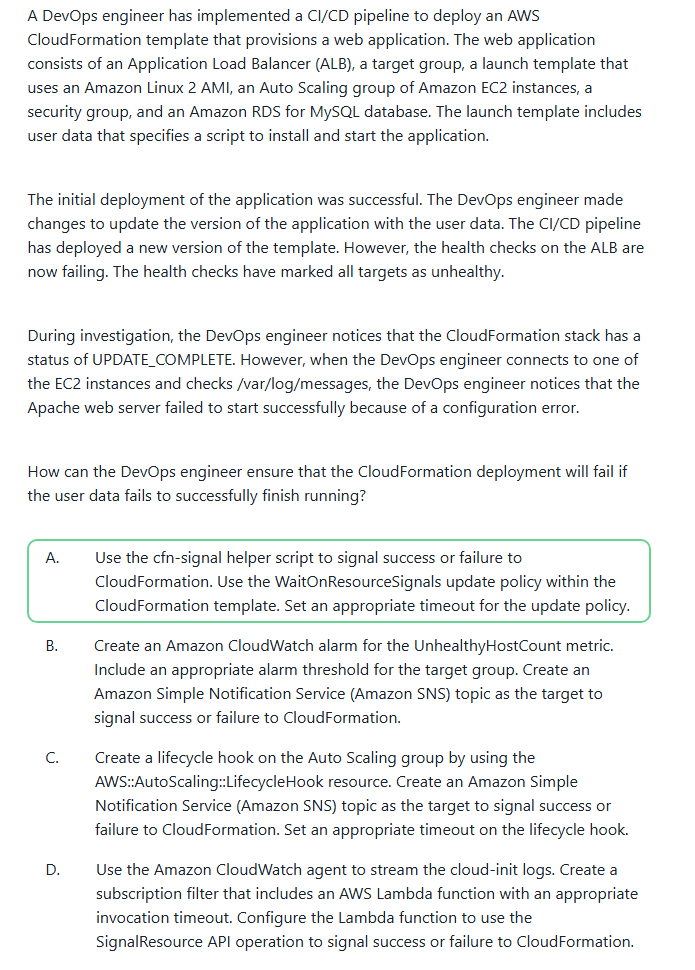 A DevOps engineer has implemented a CI/CD pipeline to deploy an AWS
CloudFormation template that provisions a web application. The web application
consists of an Application Load Balancer (ALB), a target group, a launch template that
uses an Amazon Linux 2 AMI, an Auto Scaling group of Amazon EC2 instances, a
security group, and an Amazon RDS for MySQL database. The launch template includes
user data that specifies a script to install and start the application.
The initial deployment of the application was successful. The DevOps engineer made
changes to update the version of the application with the user data. The CI/CD pipeline
has deployed a new version of the template. However, the health checks on the ALB are
now failing. The health checks have marked all targets as unhealthy.
During investigation, the DevOps engineer notices that the CloudFormation stack has a
status of UPDATE_COMPLETE. However, when the DevOps engineer connects to one of
the EC2 instances and checks /var/log/messages, the DevOps engineer notices that the
Apache web server failed to start successfully because of a configuration error.
How can the DevOps engineer ensure that the CloudFormation deployment will fail if
the user data fails to successfully finish running?
A. Use the cfn-signal helper script to signal success or failure to
CloudFormation. Use the WaitOnResourceSignals update policy within the
CloudFormation template. Set an appropriate timeout for the update policy.
B. Create an Amazon CloudWatch alarm for the UnhealthyHostCount metric.
Include an appropriate alarm threshold for the target group. Create an
Amazon Simple Notification Service (Amazon SNS) topic as the target to
signal success or failure to CloudFormation.
C. Create a lifecycle hook on the Auto Scaling group by using the
AWS::AutoScaling::LifecycleHook resource. Create an Amazon Simple
Notification Service (Amazon SNS) topic as the target to signal success or
failure to CloudFormation. Set an appropriate timeout on the lifecycle hook.
D. Use the Amazon CloudWatch agent to stream the cloud-init logs. Create a
subscription filter that includes an AWS Lambda function with an appropriate
invocation timeout. Configure the Lambda function to use the
SignalResource API operation to signal success or failure to CloudFormation.